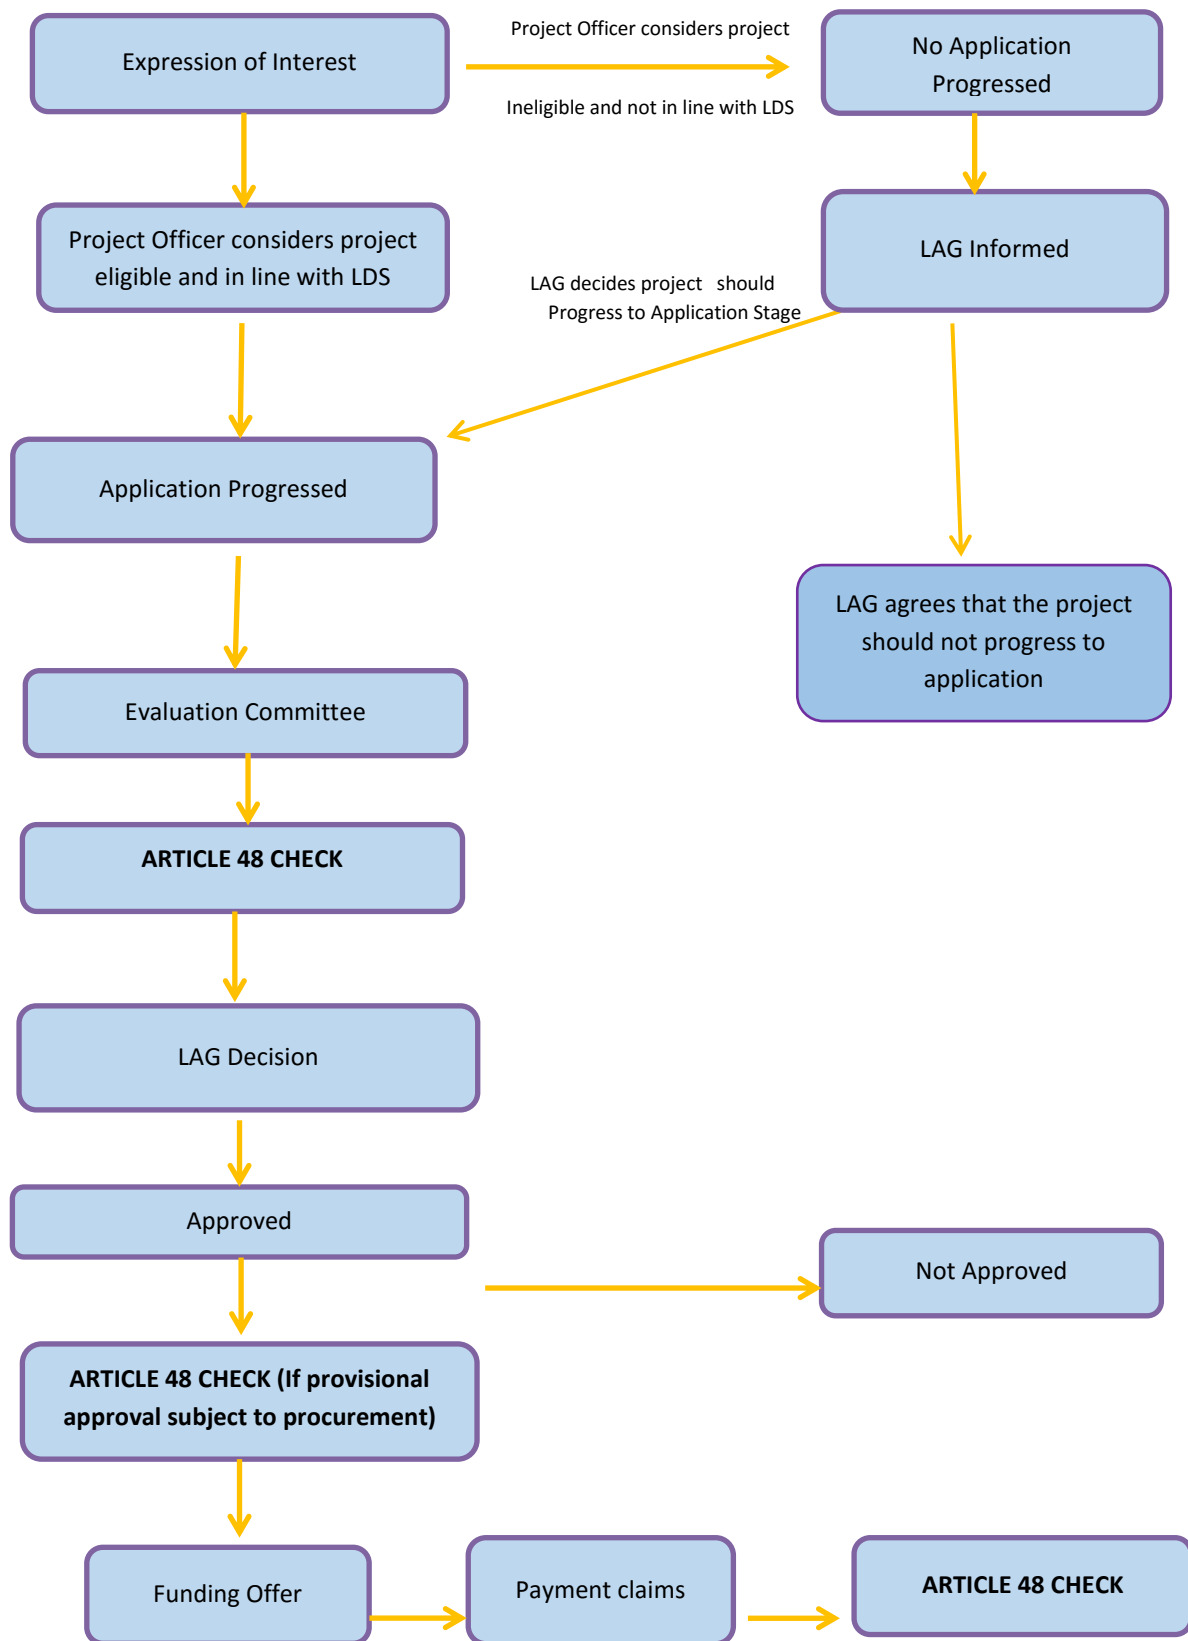 Expression of Interest
Project Officer considers project
Ineligible and not in line with LDS
No Application
Progressed
Project Officer considers project
eligible and in line with LDS
LAG Informed
LAG decides project should
Progress to Application Stage
Application Progressed
LAG agrees that the project
should not progress to
application
Evaluation Committee
ARTICLE 48 CHECK
LAG Decision
Approved
Not Approved
ARTICLE 48 CHECK (If provisional
approval subject to procurement)
Funding Offer
Payment claims
ARTICLE 48 CHECK